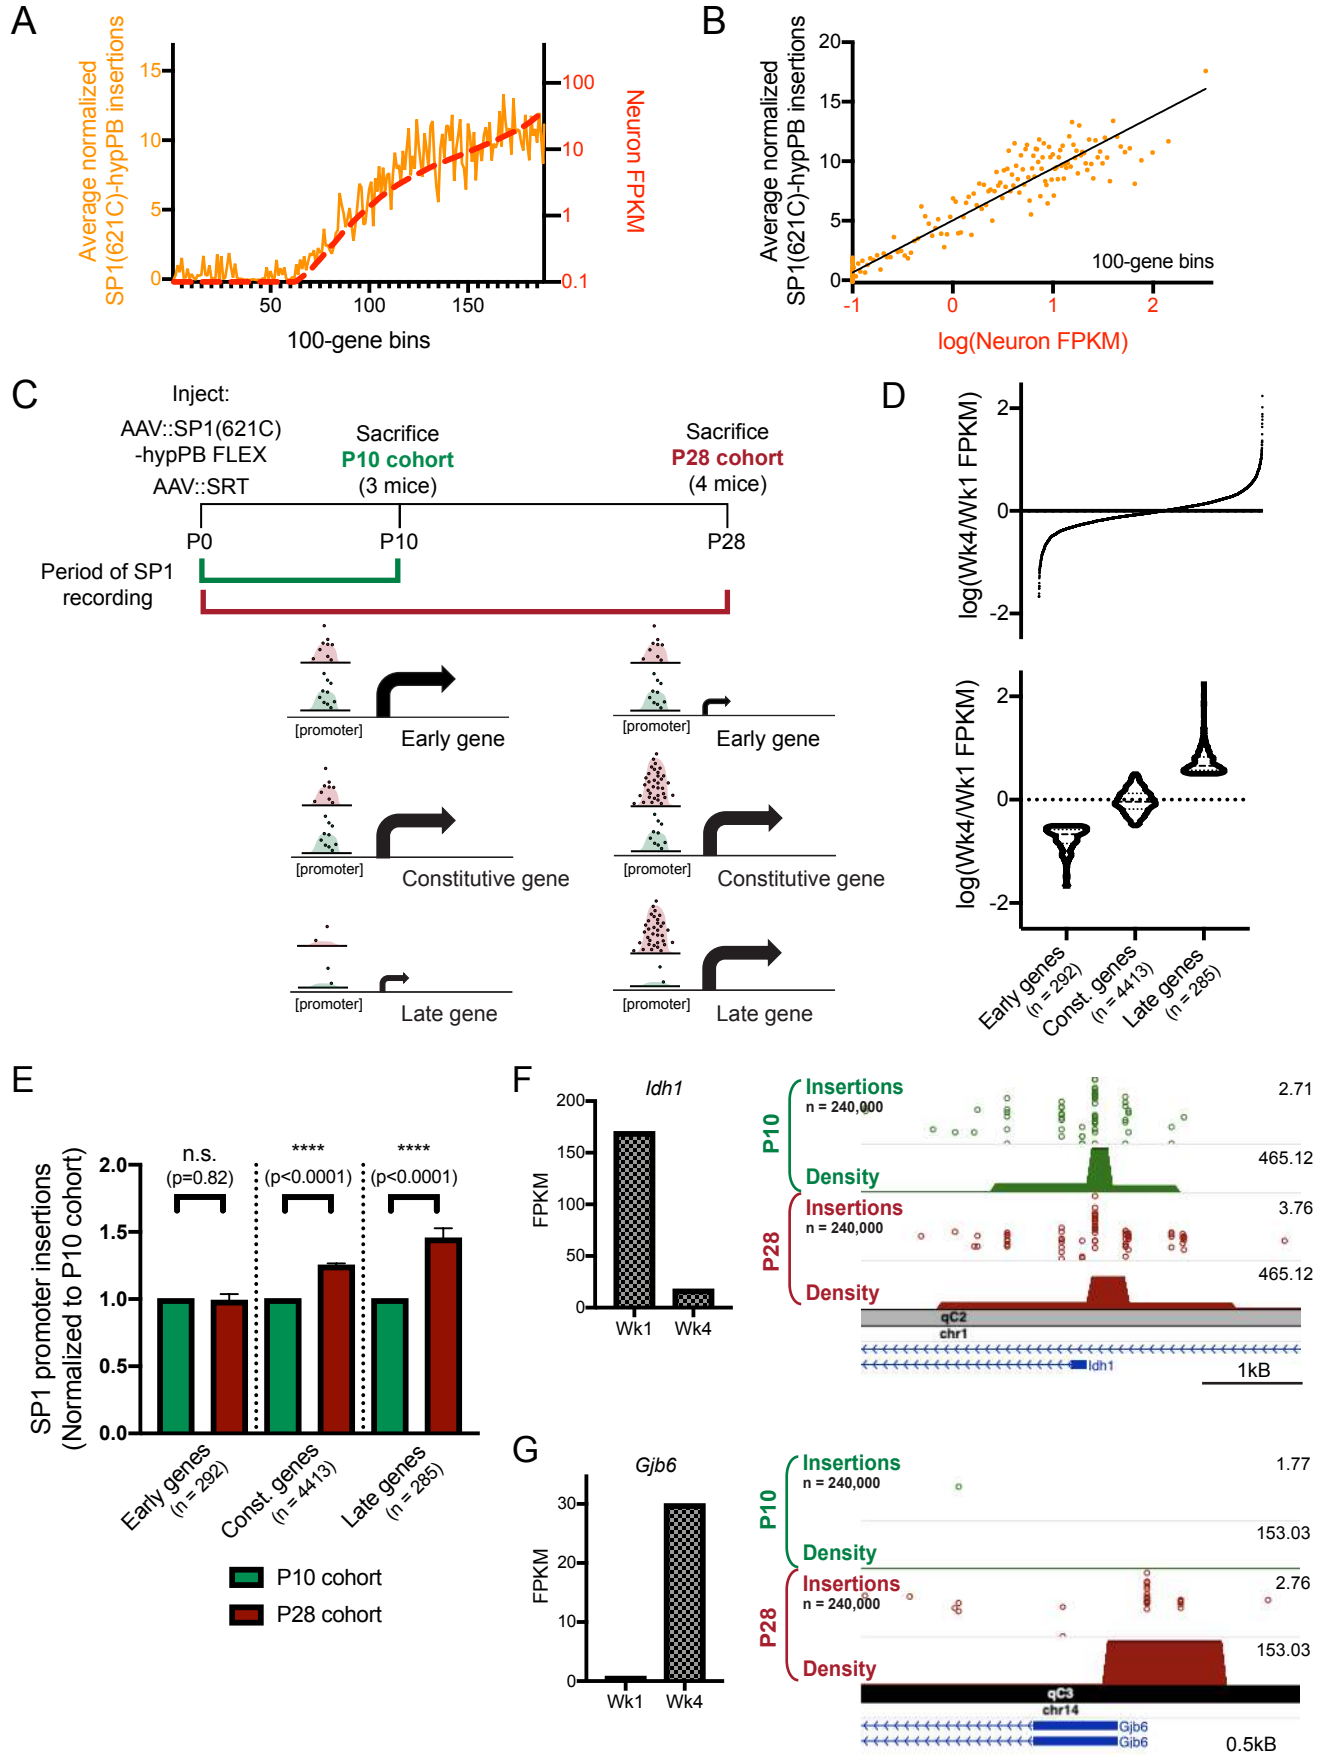 A
Average normalized
SP1(621C)-hypPB insertions
15
10
5
0
100
10
1
0.1
Neuron FPKM
50
100
150
100-gene bins
B
Average normalized
SP1(621C)-hypPB insertions
20
15
10
5
0
100-gene bins
-1
0
1
2
log(Neuron FPKM)
C
Inject:
AAV::SP1(621C)
-hypPB FLEX
AAV::SRT
Sacrifice
P10 cohort
(3 mice)
Sacrifice
P28 cohort
(4 mice)
P0
P10
P28
Period of SP1
recording
[promoter]
Early gene
[promoter]
Early gene
[promoter]
Constitutive gene
[promoter]
Constitutive gene
[promoter]
Late gene
[promoter]
Late gene
D
log(Wk4/Wk1 FPKM)
2
0
-2
log(Wk4/Wk1 FPKM)
2
0
-2
Early genes
(n = 292)
Const. genes
(n = 4413)
Late genes
(n = 285)
E
SP1 promoter insertions
(Normalized to P10 cohort)
2.0
1.5
1.0
0.5
0.0
n.s.
(p=0.82)
****
(p<0.0001)
****
(p<0.0001)
Early genes
(n = 292)
Const. genes
(n = 4413)
Late genes
(n = 285)
P10 cohort
P28 cohort
F
Idh1
FPKM
200
150
100
50
0
Wk1
Wk4
P10
Insertions
n = 240,000
2.71
Density
465.12
P28
Insertions
n = 240,000
3.76
Density
465.12
qC2
chr1
Idh1
1kB
G
Gjb6
FPKM
30
20
10
0
Wk1
Wk4
P10
Insertions
n = 240,000
1.77
Density
153.03
P28
Insertions
n = 240,000
2.76
Density
153.03
qC3
chr14
Gjb6
Gjb6
0.5kB